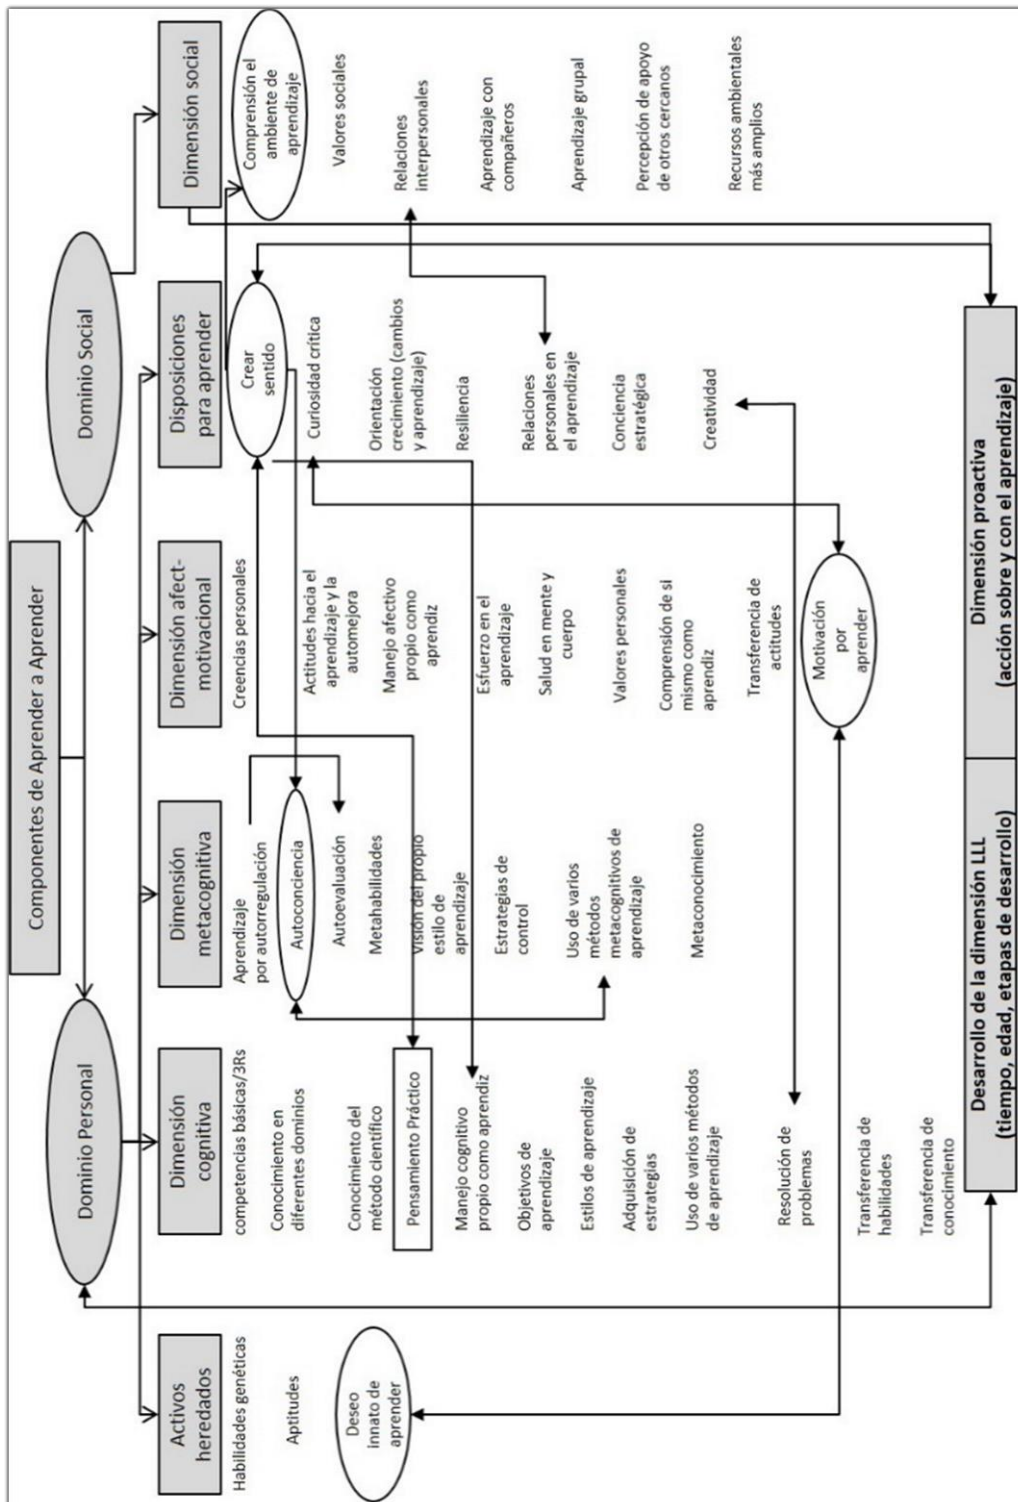 Componentes de Aprender a Aprender
Dominio Personal
Dominio Social
Activos
heredados
Habilidades genéticas
Aptitudes
Deseo
innato de
aprender
Dimensión
cognitiva
competencias básicas/3Rs
Conocimiento en
diferentes dominios
Conocimiento del
método científico
Pensamiento Práctico
Manejo cognitivo
propio como aprendiz
Objetivos de
aprendizaje
Estilos de aprendizaje
Adquisición de
estrategias
Uso de varios métodos
de aprendizaje
Resolución de
problemas
Transferencia de
habilidades
Transferencia de
conocimiento
Dimensión
metacognitiva
Aprendizaje
por autorregulación
Autoconciencia
Autoevaluación
Metahabilidades
Visión del propio
estilo de
aprendizaje
Estrategias de
control
Uso de varios
métodos
metacognitivos de
aprendizaje
Metaconocimiento
Dimensión afect-
motivacional
Creencias personales
Actitudes hacia el
aprendizaje y la
automejora
Manejo afectivo
propio como
aprendiz
Esfuerzo en el
aprendizaje
Salud en mente y
cuerpo
Valores personales
Comprensión de si
mismo como
aprendiz
Transferencia de
actitudes
Motivación
por
aprender
Disposiciones
para aprender
Crear
sentido
Curiosidad crítica
Orientación
crecimiento (cambios
y aprendizaje)
Resiliencia
Relaciones
personales en
el aprendizaje
Conciencia
estratégica
Creatividad
Dimensión social
Comprensión el
ambiente de
aprendizaje
Valores sociales
Relaciones
interpersonales
Aprendizaje con
compañeros
Aprendizaje grupal
Percepción de apoyo
de otros cercanos
Recursos ambientales
más amplios
Desarrollo de la dimensión LLL
(tiempo, edad, etapas de desarrollo)
Dimensión proactiva
(acción sobre y con el aprendizaje)